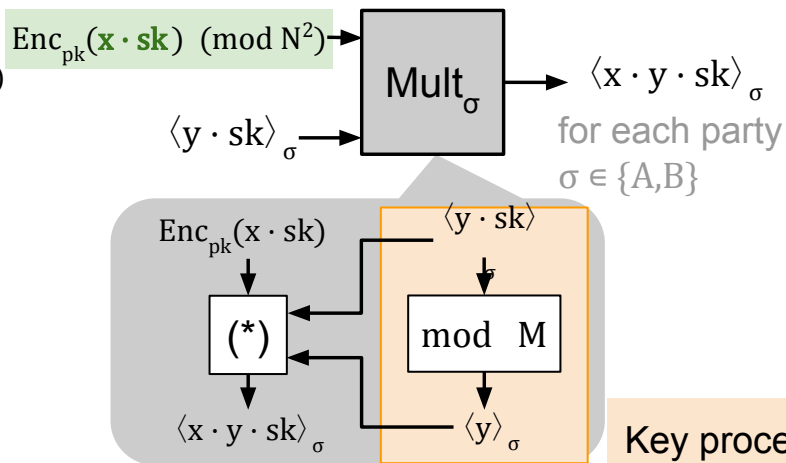 Enc_pk(x · sk) (mod N²)
)
Mult_σ
⟨x · y · sk⟩_σ
⟨y · sk⟩_σ
for each party
σ ∈ {A,B}
Enc_pk(x · sk)
⟨y · sk⟩
σ
(*)
mod M
⟨x · y · sk⟩_σ
⟨y⟩_σ
Key proce